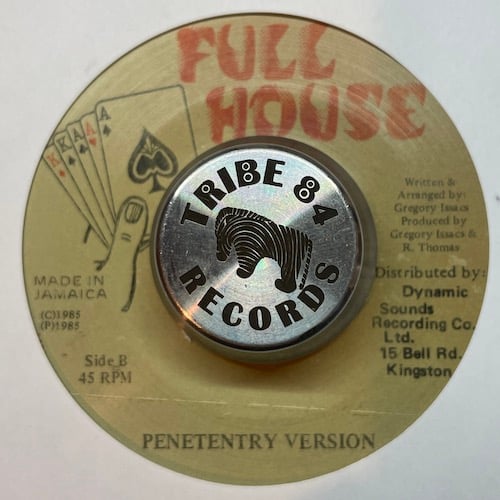 FULL
HOUSE
K
K
A
A
A
Written &
Arranged by:
Gregory Isaacs
Produced by
Gregory Isaacs &
R. Thomas
TRIBE 84
RECORDS
MADE IN
JAMAICA
(C)1985
(P)1985
Distributed by:
Dynamic
Sounds
Recording Co.
Ltd.
15 Bell Rd.
Kingston
Side B
45 RPM
PENETENTRY VERSION